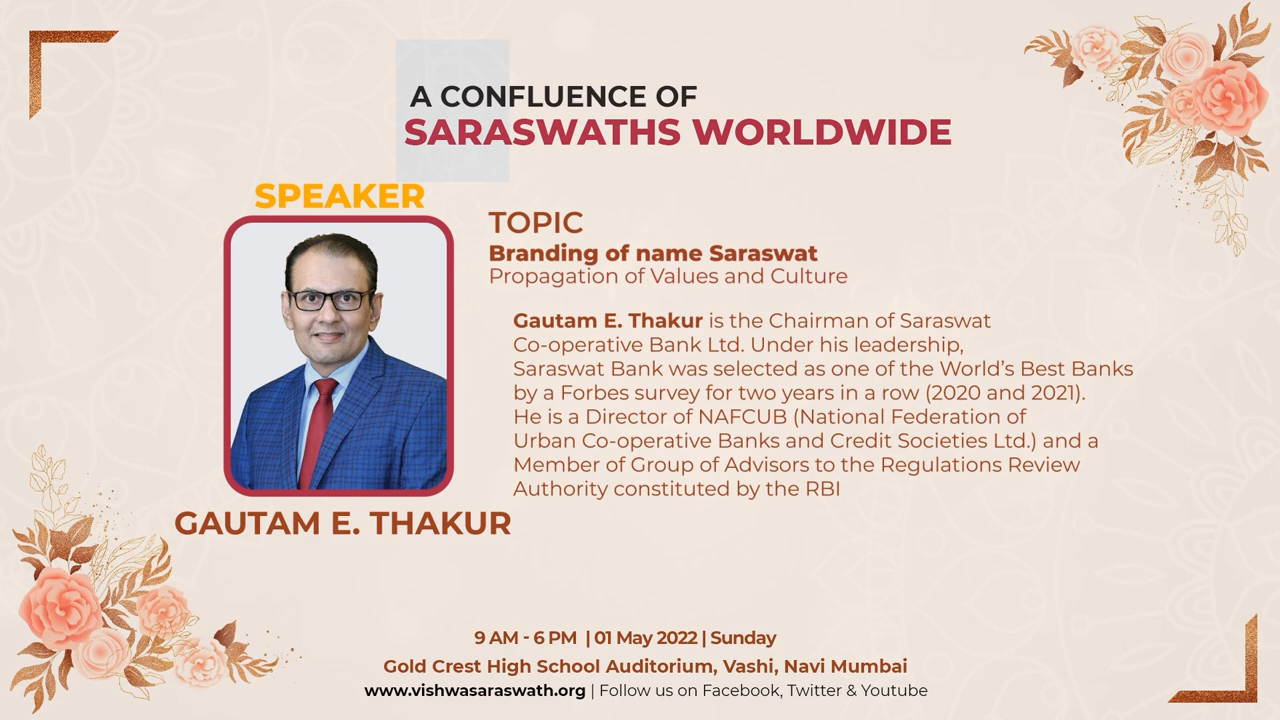 A CONFLUENCE OF
SARASWATHS WORLDWIDE
SPEAKER
GAUTAM E. THAKUR
TOPIC
Branding of name Saraswat
Propagation of Values and Culture
Gautam E. Thakur is the Chairman of Saraswat
Co-operative Bank Ltd. Under his leadership,
Saraswat Bank was selected as one of the World's Best Banks
by a Forbes survey for two years in a row (2020 and 2021).
He is a Director of NAFCUB (National Federation of
Urban Co-operative Banks and Credit Societies Ltd.) and a
Member of Group of Advisors to the Regulations Review
Authority constituted by the RBI
9 AM - 6 PM | 01 May 2022 | Sunday
Gold Crest High School Auditorium, Vashi, Navi Mumbai
www.vishwasaraswath.org | Follow us on Facebook, Twitter & Youtube